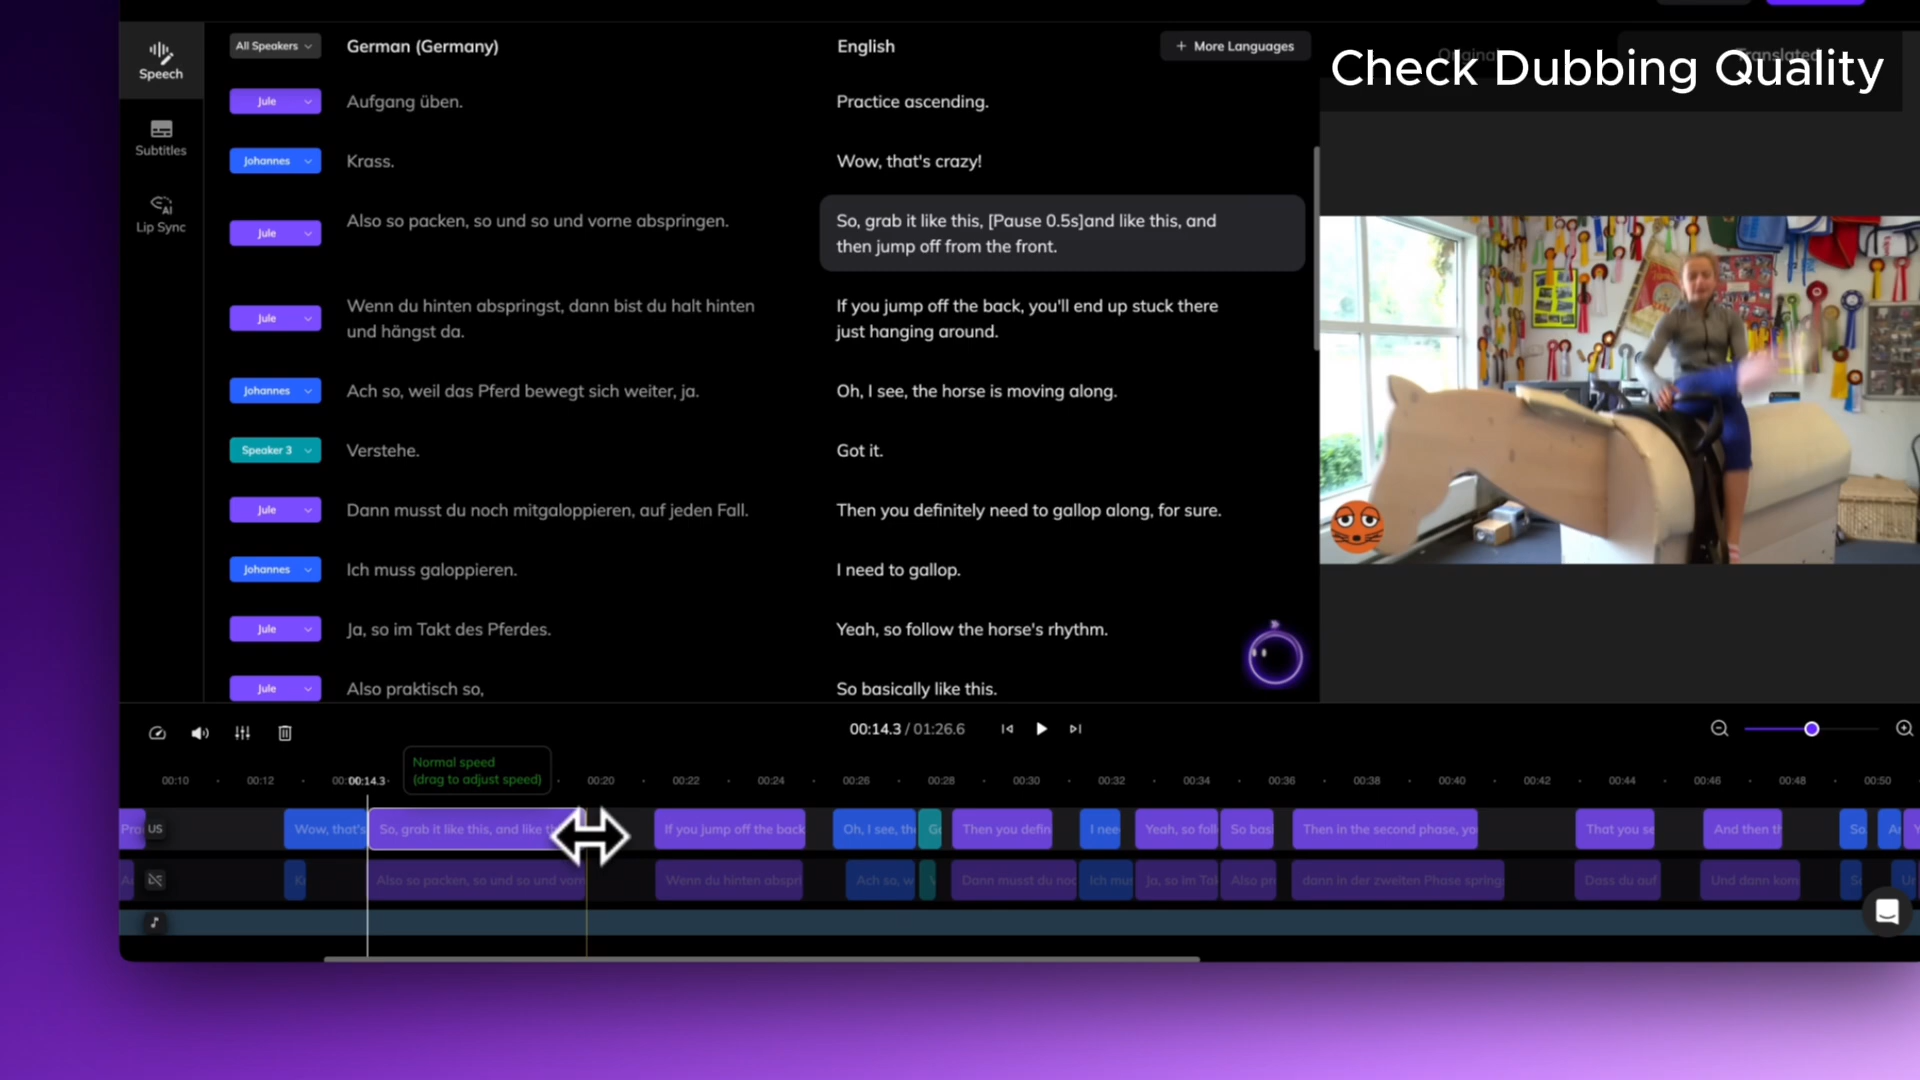 Check Dubbing Quality
Speech
Subtitles
Lip Sync
All Speakers
German (Germany)
English
+ More Languages
Translated
Jule
Aufgang üben.
Practice ascending.
Johannes
Krass.
Wow, that's crazy!
Jule
Also so packen, so und so und vorne abspringen.
So, grab it like this, [Pause 0.5s]and like this, and
then jump off from the front.
Jule
Wenn du hinten abspringst, dann bist du halt hinten
und hängst da.
If you jump off the back, you'll end up stuck there
just hanging around.
Johannes
Ach so, weil das Pferd bewegt sich weiter, ja.
Oh, I see, the horse is moving along.
Speaker 3
Verstehe.
Got it.
Jule
Dann musst du noch mitgaloppieren, auf jeden Fall.
Then you definitely need to gallop along, for sure.
Johannes
Ich muss galoppieren.
I need to gallop.
Jule
Ja, so im Takt des Pferdes.
Yeah, so follow the horse's rhythm.
Jule
Also praktisch so,
So basically like this.
00:14.3 / 01:26.6
Normal speed
(drag to adjust speed)
00:10 00:12 00:14.3 00:20 00:22 00:24 00:26 00:28 00:30 00:32 00:34 00:36 00:38 00:40 00:42 00:44 00:46 00:48 00:50
US Wow, that's So, grab it like this, and like If you jump off the back Oh, I see, Then you defin I nee Yeah, so foll So basi Then in the second phase, yo That you se And then So
Also so packen, so und so und vorn Wenn du hinten abspri Ach so, w Dann musst du noc Ich mus Ja, so im Tak Also pr dann in der zweiten Phase spring Dass du auf Und dann kom